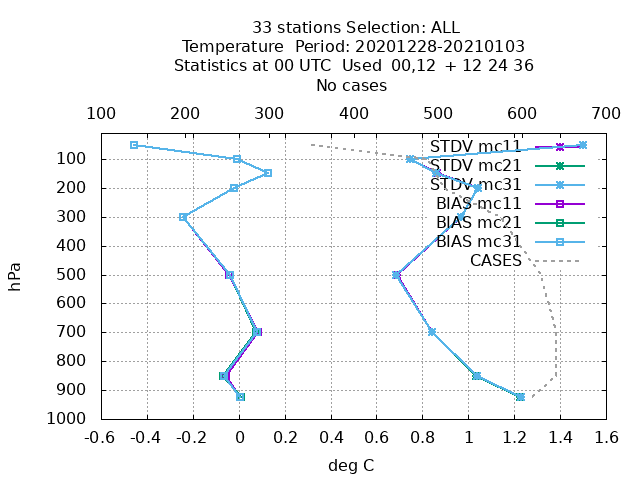 33 stations Selection: ALL
Temperature  Period: 20201228-20210103
Statistics at 00 UTC  Used  00,12  + 12 24 36
No cases
100 200 300 400 500 600 700
STDV mc11
100
STDV mc21
STDV mc31
200
BIAS mc11
300
BIAS mc21
BIAS mc31
400
CASES
500
hPa
600
700
800
900
1000
-0.6 -0.4 -0.2 0 0.2 0.4 0.6 0.8 1 1.2 1.4 1.6
deg C